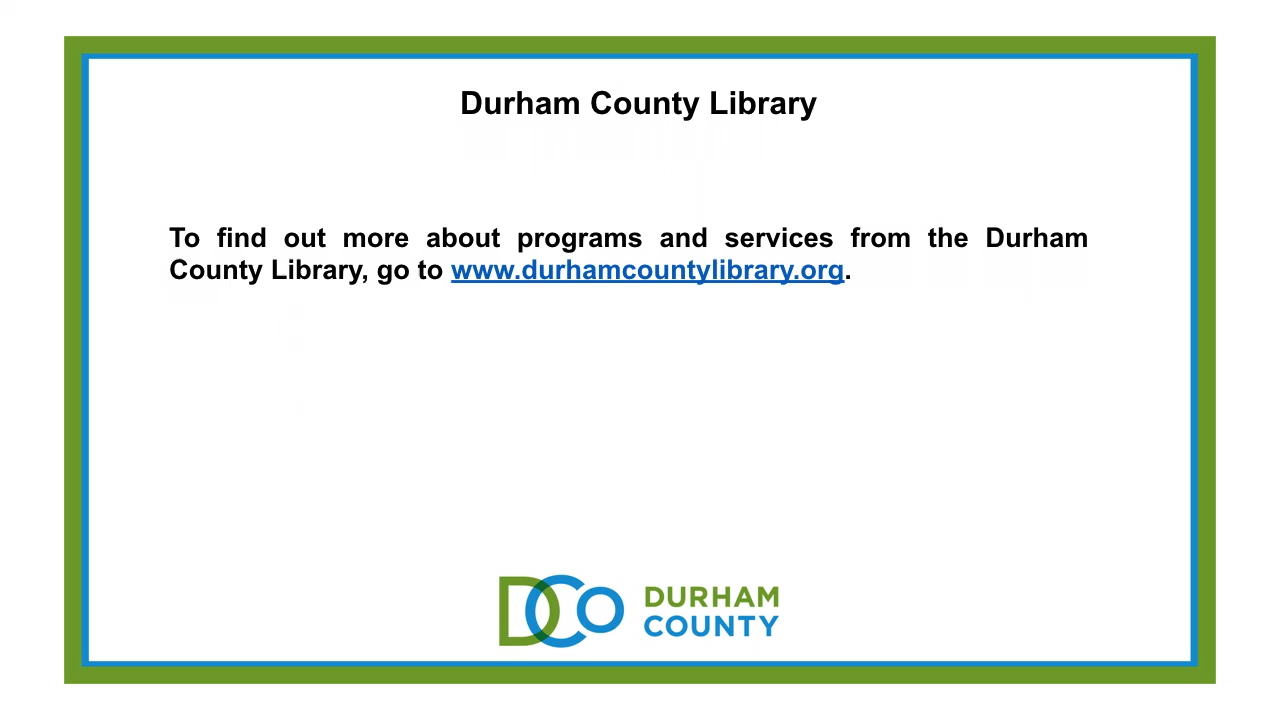 Durham County Library
To find out more about programs and services from the Durham
County Library, go to www.durhamcountylibrary.org.
DCO DURHAM
COUNTY